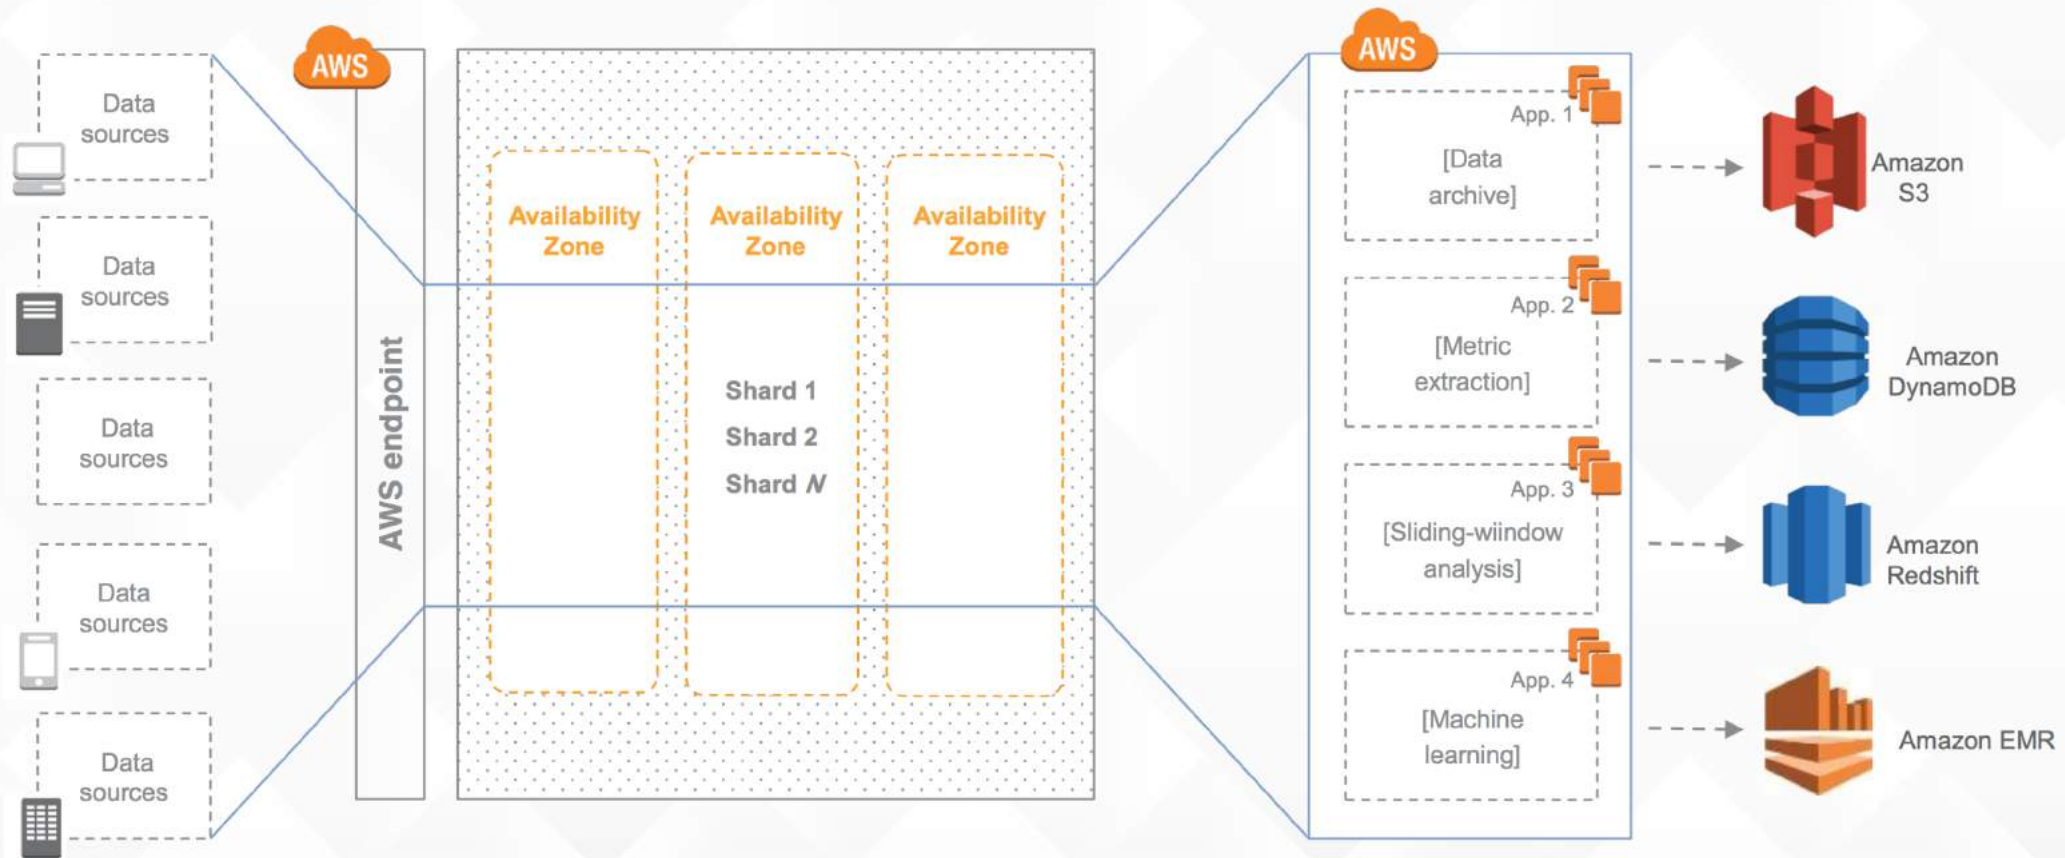 Data
sources
Data
sources
Data
sources
Data
sources
Data
sources
AWS
AWS endpoint
Availability
Zone
Availability
Zone
Availability
Zone
Shard 1
Shard 2
Shard N
AWS
App. 1
[Data
archive]
App. 2
[Metric
extraction]
App. 3
[Sliding-wiindow
analysis]
App. 4
[Machine
learning]
Amazon
S3
Amazon
DynamoDB
Amazon
Redshift
Amazon EMR